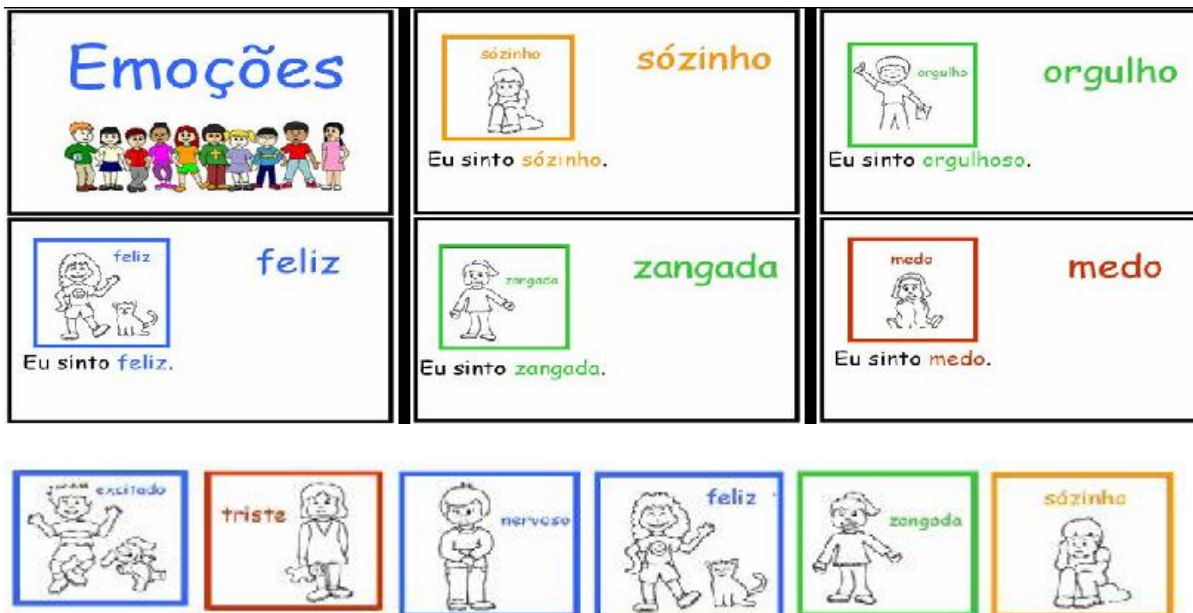 Emoções
sózinho
sózinho
Eu sinto sózinho.
orgulho
orgulho
Eu sinto orgulhoso.
feliz
feliz
Eu sinto feliz.
zangada
zangada
Eu sinto zangada.
medo
medo
Eu sinto medo.
excitado
triste
nervoso
feliz
zangada
sózinho